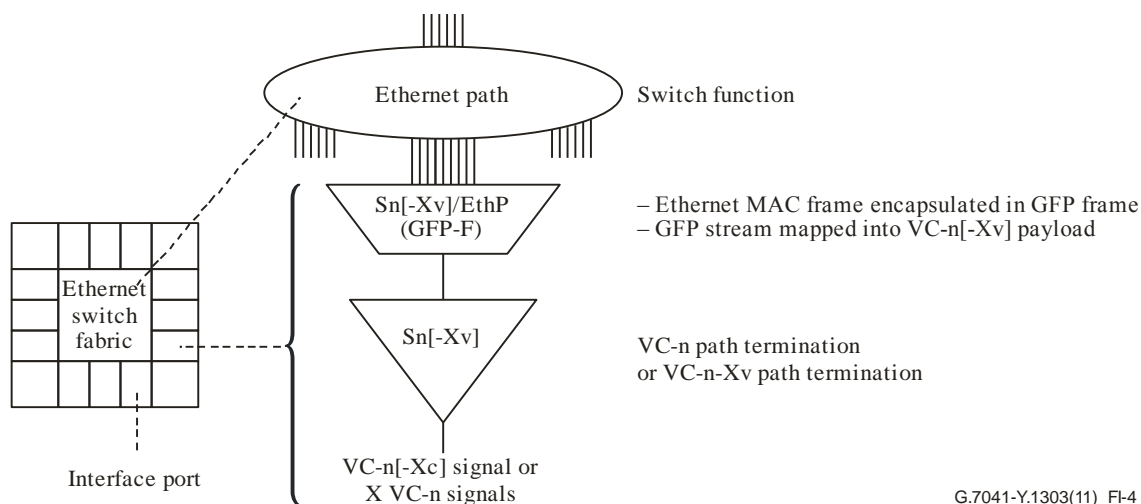 Ethernet path
Switch function
Sn[-Xv]/EthP
(GFP-F)
– Ethernet MAC frame encapsulated in GFP frame
– GFP stream mapped into VC-n[-Xv] payload
Ethernet
switch
fabric
Sn[-Xv]
VC-n path termination
or VC-n-Xv path termination
Interface port
VC-n[-Xc] signal or
X VC-n signals
G.7041-Y.1303(11)_FI-4